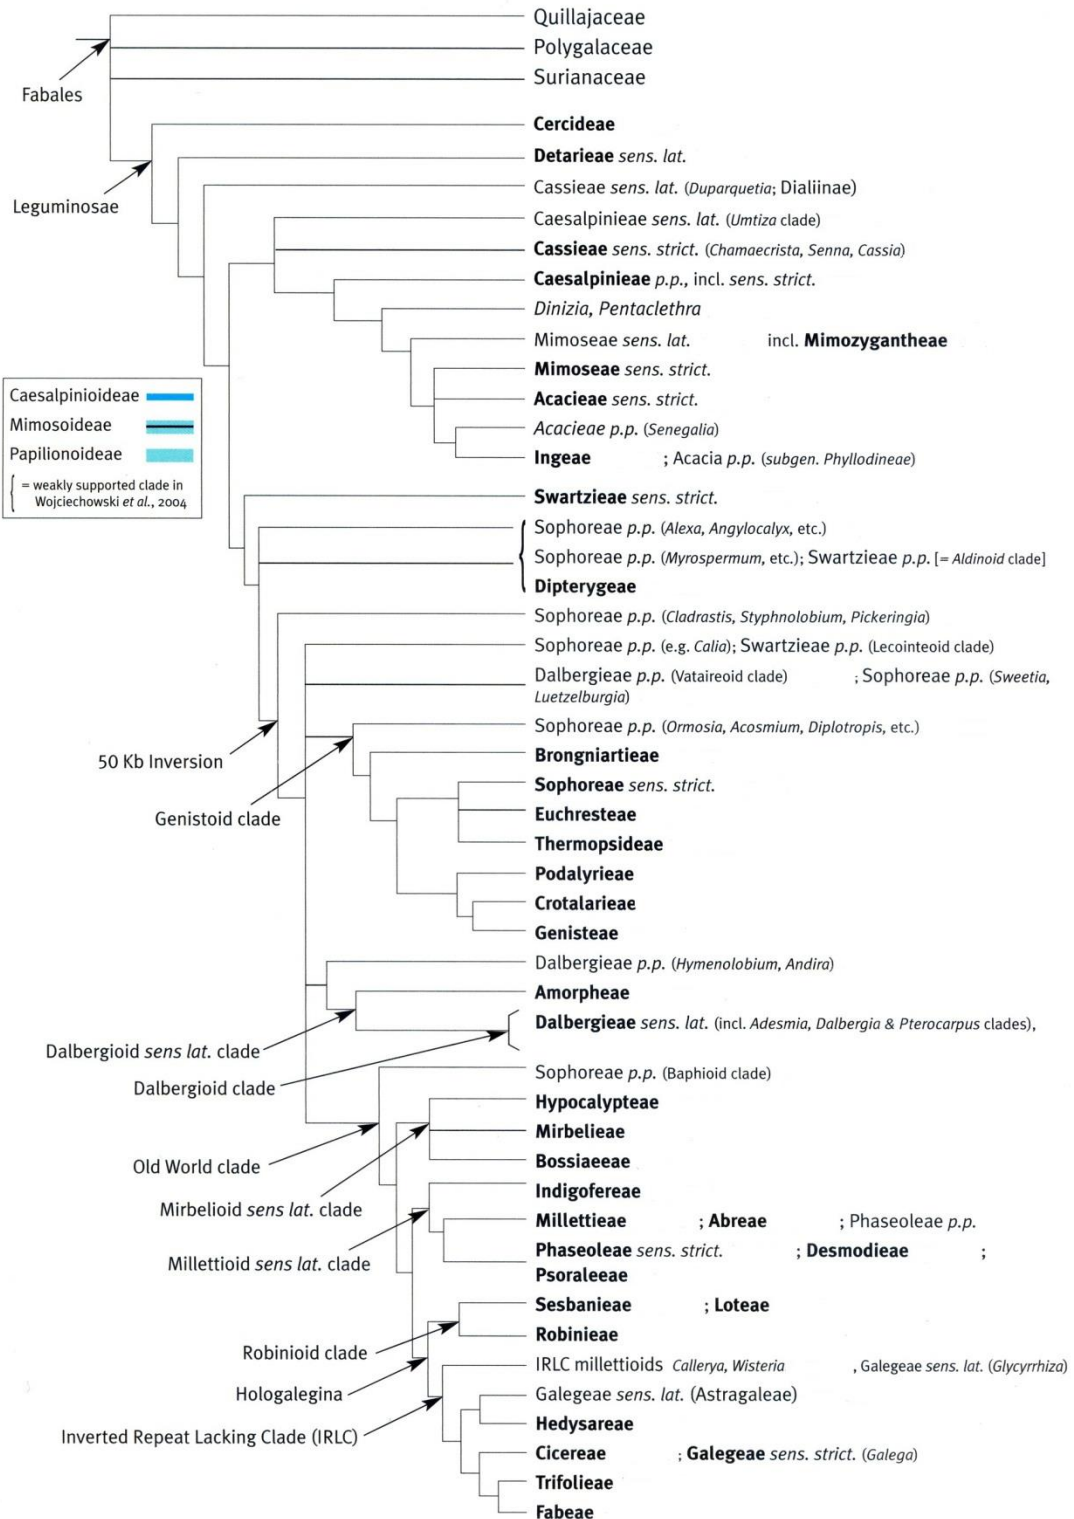 Quillajaceae
Polygalaceae
Surianaceae
Fabales
Cercideae
Detarieae sens. lat.
Cassieae sens. lat. (Duparquetia; Dialiinae)
Leguminosae
Caesalpinieae sens. lat. (Umtiza clade)
Cassieae sens. strict. (Chamaecrista, Senna, Cassia)
Caesalpinieae p.p., incl. sens. strict.
Dinizia, Pentaclethra
Mimoseae sens. lat. incl. Mimozygantheae
Mimoseae sens. strict.
Acacieae sens. strict.
Acacieae p.p. (Senegalia)
Ingeae ; Acacia p.p. (subgen. Phyllodineae)
Caesalpinioideae
Mimosoideae
Papilionoideae
{ = weakly supported clade in
Wojciechowski et al., 2004
Swartzieae sens. strict.
Sophoreae p.p. (Alexa, Angylocalyx, etc.)
Sophoreae p.p. (Myrospermum, etc.); Swartzieae p.p. [= Aldinoid clade]
Dipterygeae
Sophoreae p.p. (Cladrastis, Styphnolobium, Pickeringia)
Sophoreae p.p. (e.g. Calia); Swartzieae p.p. (Lecointeoid clade)
Dalbergieae p.p. (Vataireoid clade) ; Sophoreae p.p. (Sweetia,
Luetzelburgia)
Sophoreae p.p. (Ormosia, Acosmium, Diplotropis, etc.)
50 Kb Inversion
Brongniartieae
Sophoreae sens. strict.
Genistoid clade
Euchresteae
Thermopsideae
Podalyrieae
Crotalarieae
Genisteae
Dalbergieae p.p. (Hymenolobium, Andira)
Amorpheae
Dalbergieae sens. lat. (incl. Adesmia, Dalbergia & Pterocarpus clades),
Dalbergioid sens lat. clade
Dalbergioid clade
Sophoreae p.p. (Baphioid clade)
Hypocalypteae
Mirbelieae
Bossiaeeae
Old World clade
Mirbelioid sens lat. clade
Indigofereae
Millettieae ; Abreae ; Phaseoleae p.p.
Phaseoleae sens. strict. ; Desmodieae ;
Psoraleeae
Millettioid sens lat. clade
Sesbanieae ; Loteae
Robinieae
Robinioid clade
IRLC millettioids Callerya, Wisteria , Galegeae sens. lat. (Glycyrrhiza)
Hologalegina
Galegeae sens. lat. (Astragaleae)
Hedysareae
Inverted Repeat Lacking Clade (IRLC)
Cicereae ; Galegeae sens. strict. (Galega)
Trifolieae
Fabeae